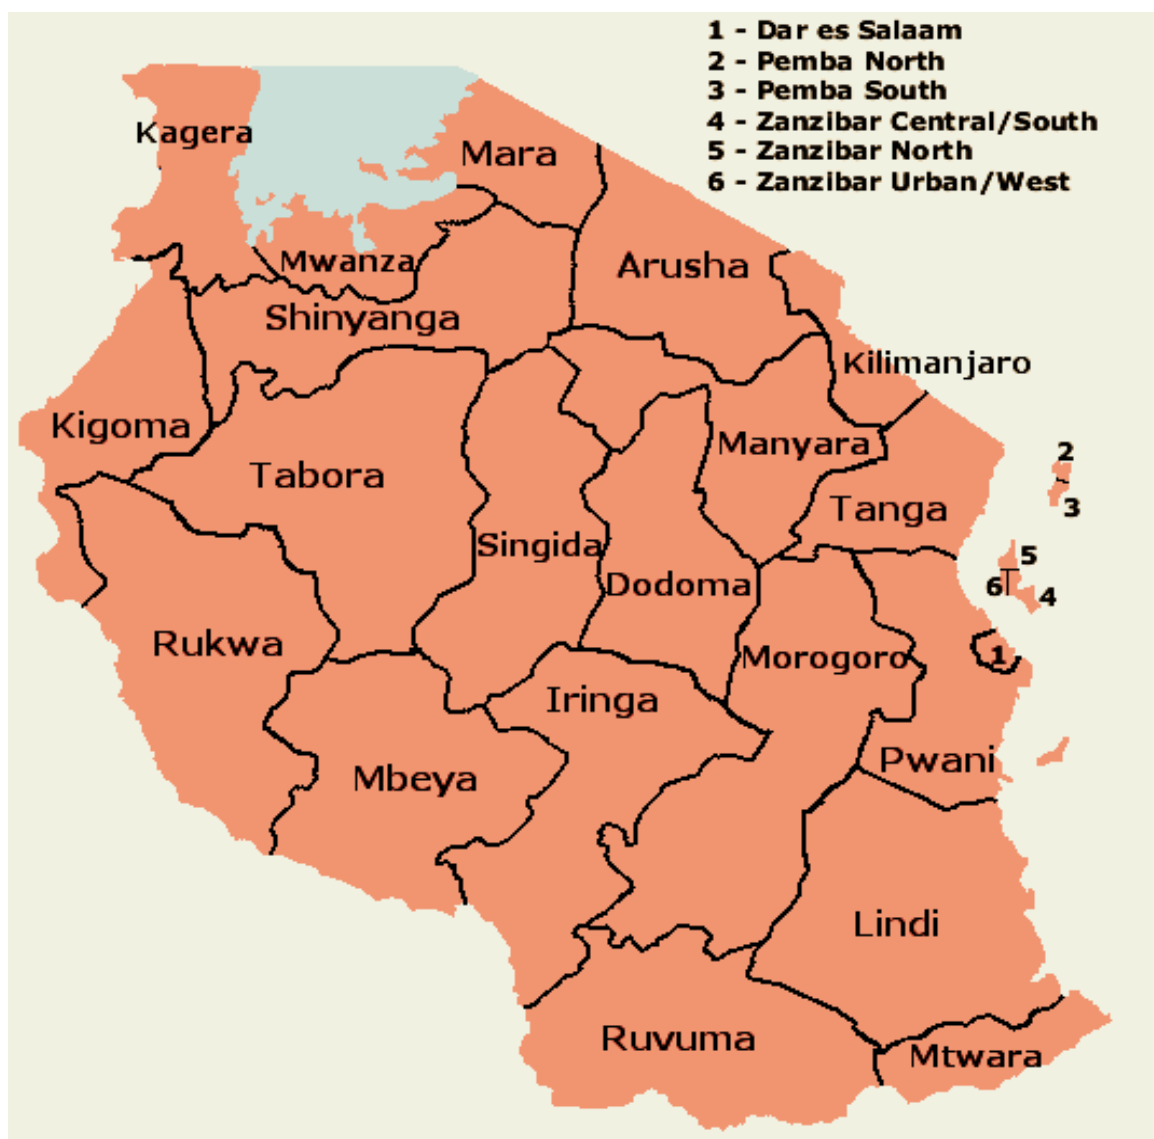 1 - Dar es Salaam
2 - Pemba North
3 - Pemba South
4 - Zanzibar Central/South
5 - Zanzibar North
6 - Zanzibar Urban/West
Kagera
Mara
Mwanza
Arusha
Shinyanga
Kilimanjaro
Kigoma
Manyara
2
Tabora
3
Tanga
Singida
5
Dodoma
6
4
Rukwa
Morogoro
1
Iringa
Pwani
Mbeya
Lindi
Ruvuma
Mtwara